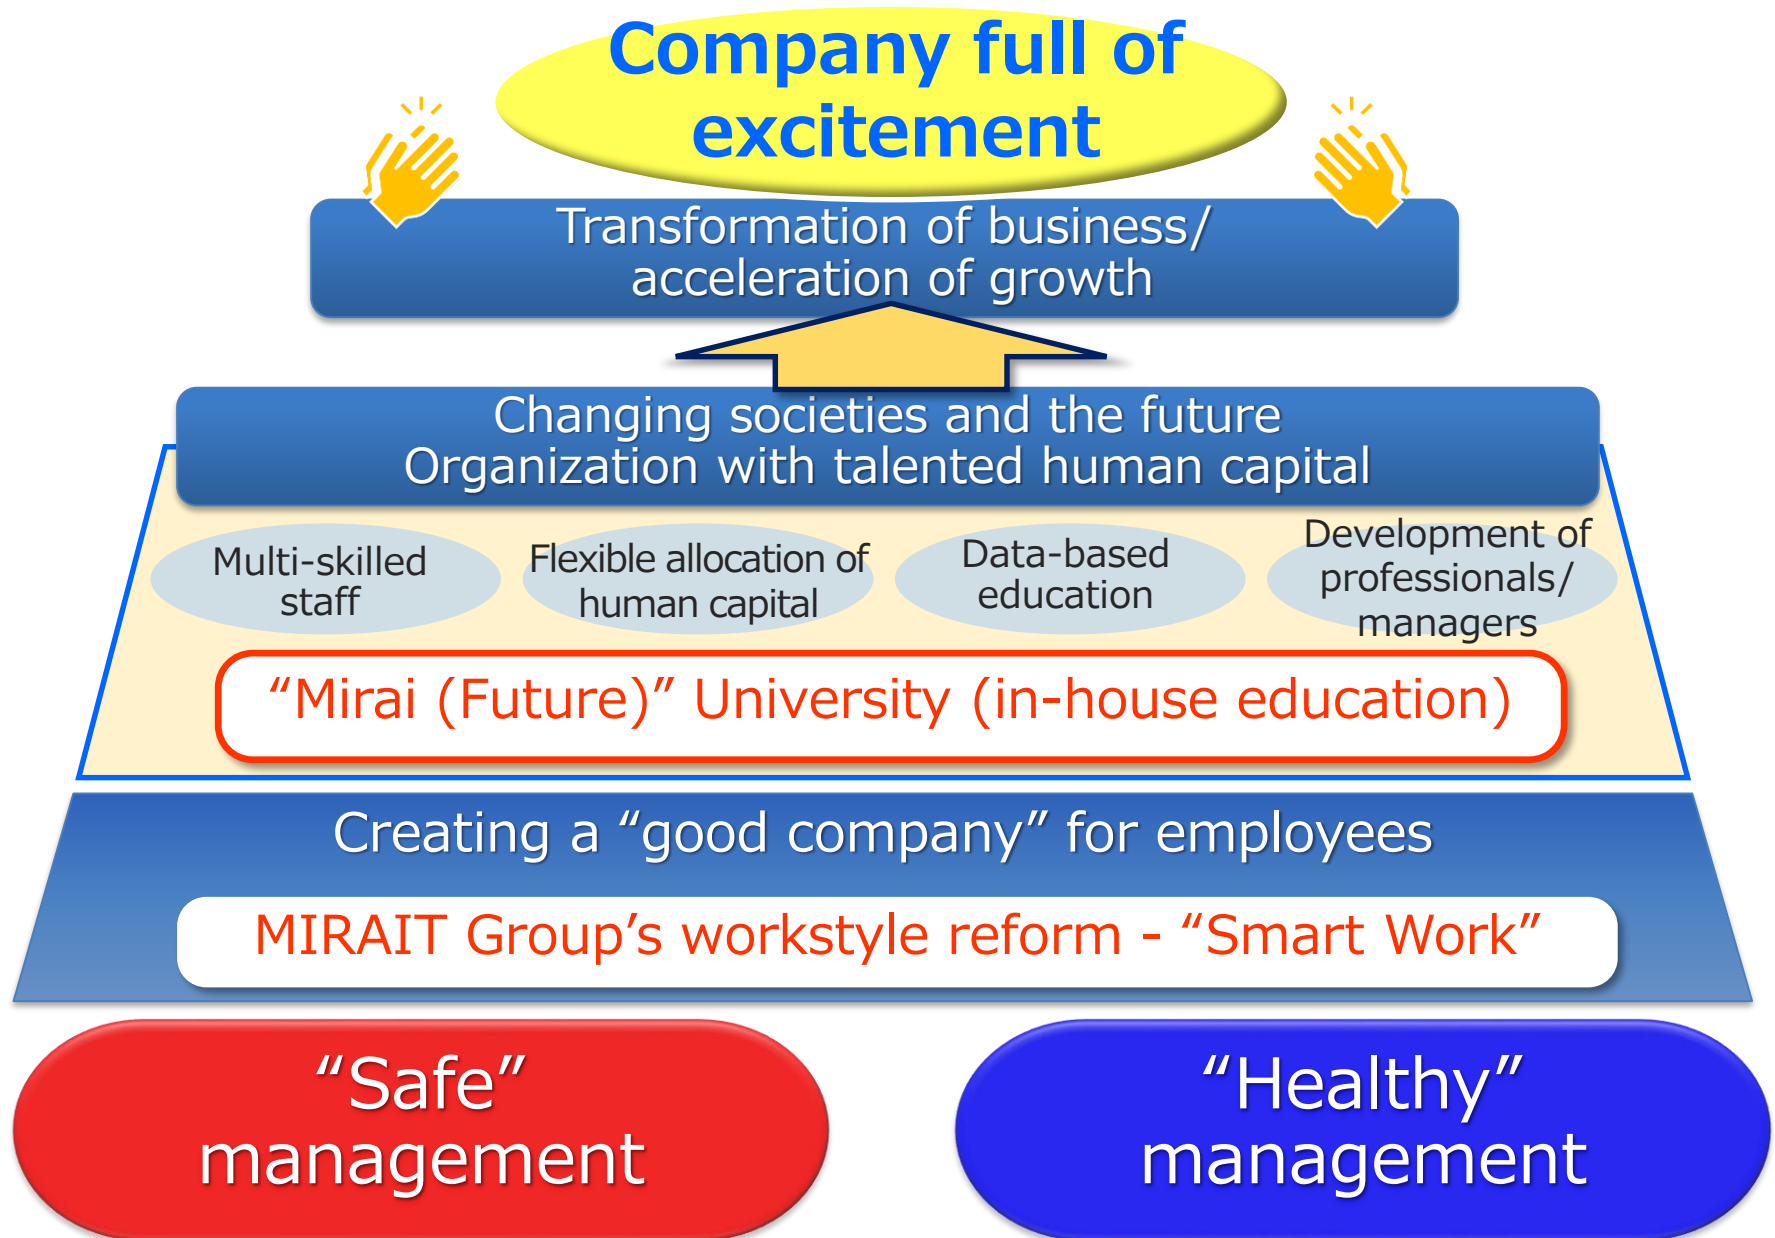 Company full of
excitement
Transformation of business/
acceleration of growth
Changing societies and the future
Organization with talented human capital
Multi-skilled
staff
Flexible allocation of
human capital
Data-based
education
Development of
professionals/
managers
“Mirai (Future)” University (in-house education)
Creating a “good company” for employees
MIRAIT Group’s workstyle reform - “Smart Work”
“Safe”
management
“Healthy”
management